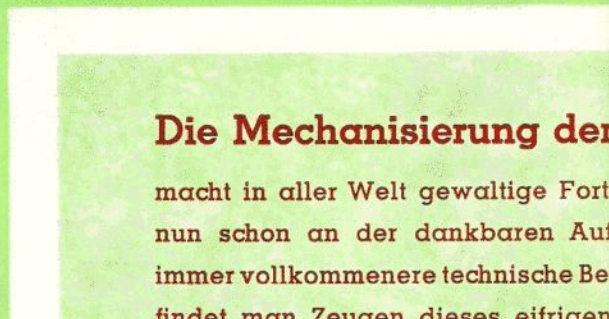 Die Mechanisierung der
macht in aller Welt gewaltige Fort
nun schon an der dankbaren Auf
immer vollkommenere technische Be
findet man Zeugen dieses eifrigen